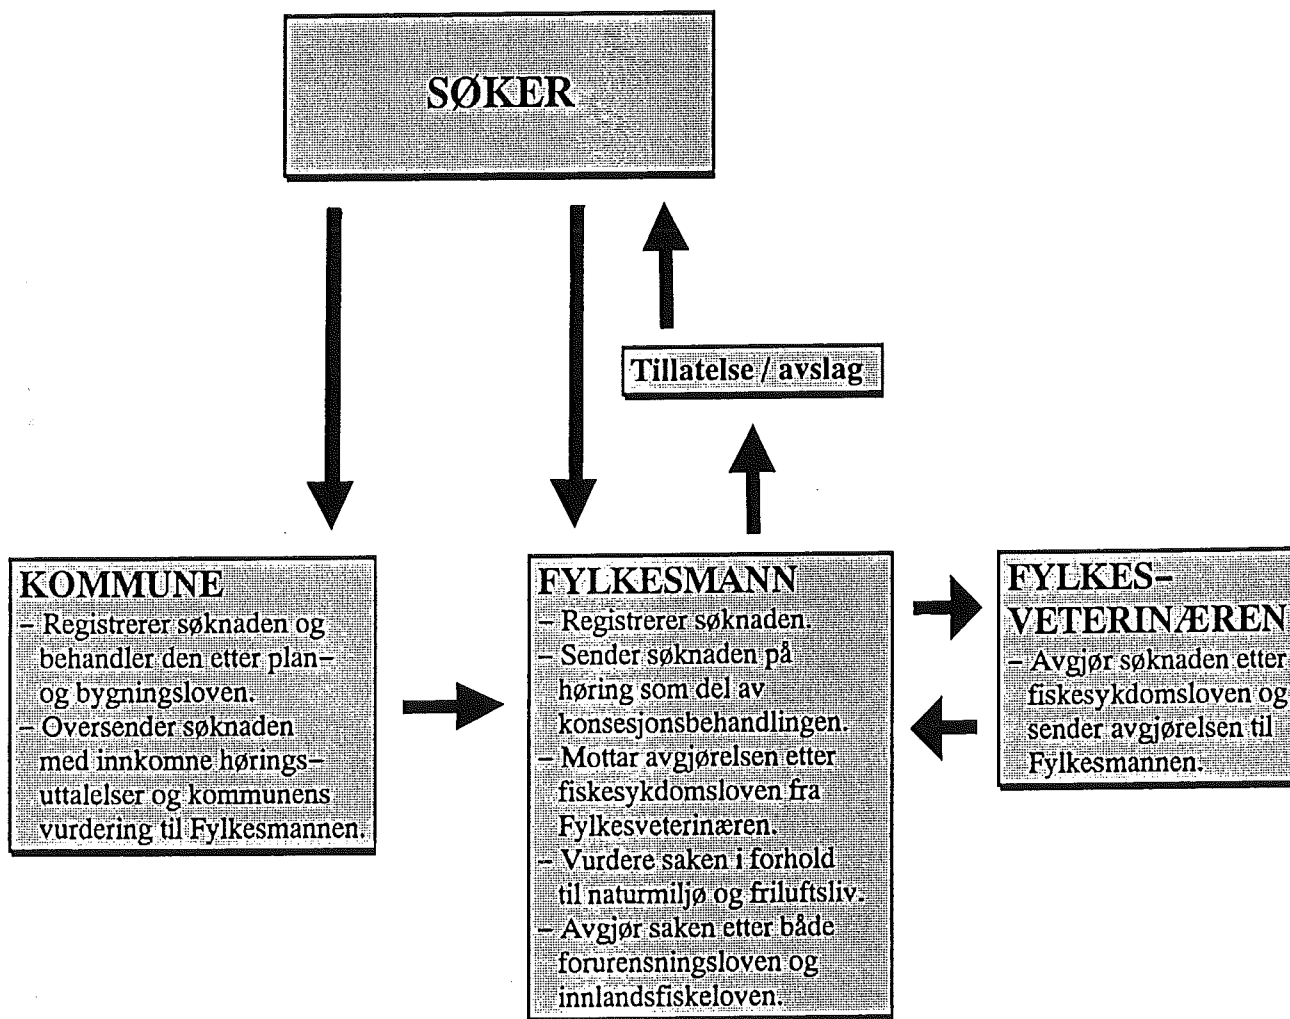 SØKER
Tillatelse / avslag
KOMMUNE
– Registrerer søknaden og
behandler den etter plan–
og bygningsloven.
– Oversender søknaden
med innkomne hørings–
uttalelser og kommunens
vurdering til Fylkesmannen.
FYLKESMANN
– Registrerer søknaden.
– Sender søknaden på
høring som del av
konsesjonsbehandlingen.
– Mottar avgjørelsen etter
fiskesykdomsloven fra
Fylkesveterinæren.
– Vurdere saken i forhold
til naturmiljø og friluftsliv.
– Avgjør saken etter både
forurensningsloven og
innlandsfiskeloven.
FYLKES–
VETERINÆREN
– Avgjør søknaden etter
fiskesykdomsloven og
sender avgjørelsen til
Fylkesmannen.